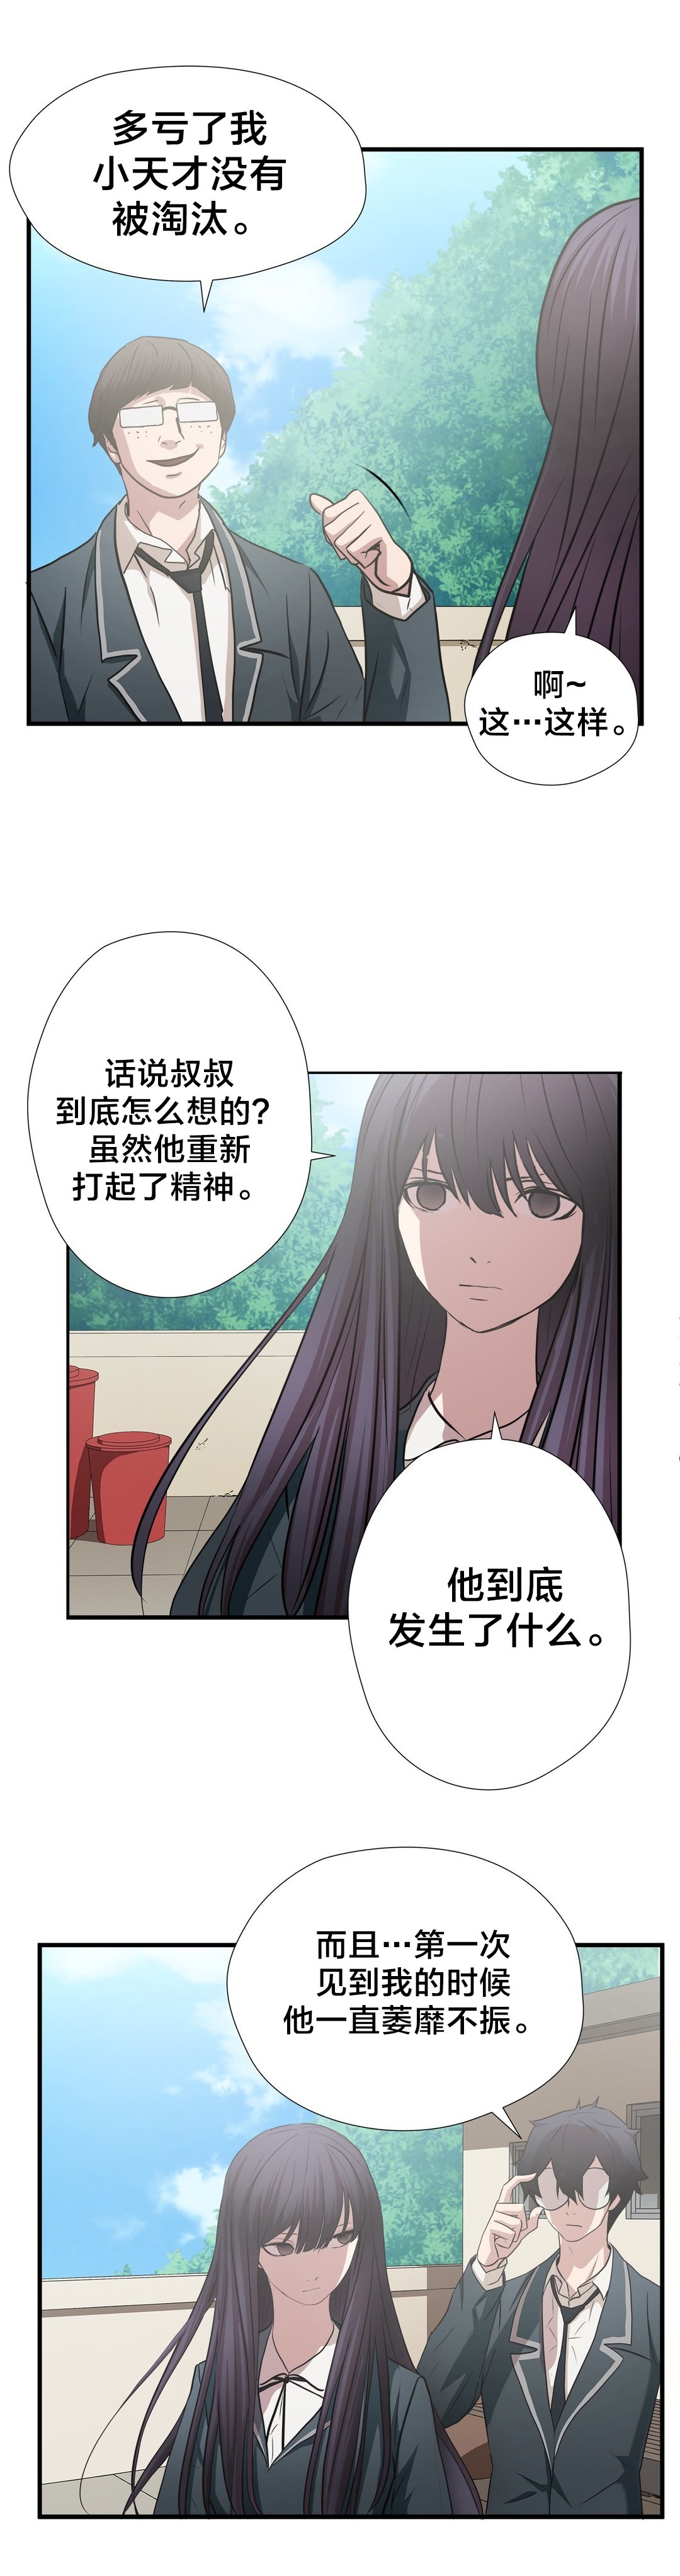 多亏了我
小天才没有
被淘汰。
啊~
这…这样。
话说叔叔
到底怎么想的?
虽然他重新
打起了精神。
他到底
发生了什么。
而且…第一次
见到我的时候
他一直萎靡不振。